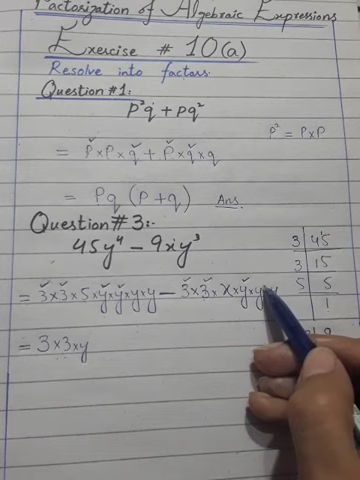 Factorization of Algebraic Expressions
Exercise # 10(a)
Resolve into factors.
Question #1:
p²q + pq²
p² = p×p
= p×p×q + p×q×q
= pq (p+q) Ans.
Question #3:-
45y⁴ − 9xy³
3 | 45
3 | 15
5 | 5
1
= 3×3×5×y×y×y×y − 3×3×x×y×y
= 3×3×y